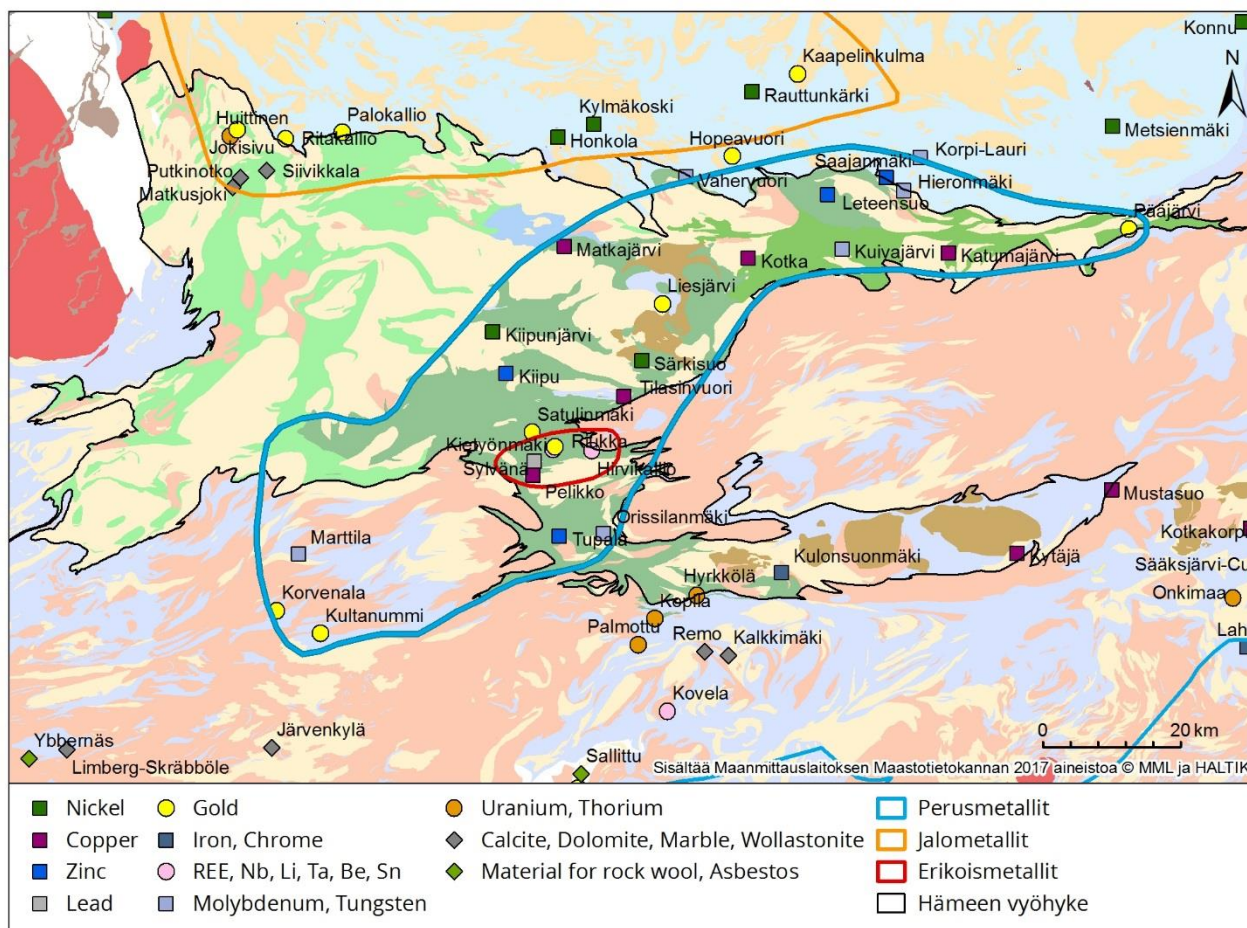 Konnu
Kaapelinkulma
N
Rauttunkärki
Kylmäkoski
Huittinen
Palokallio
Jokisivu
Ritakallio
Honkola
Hopeavuori
Metsienmäki
Putkinotko
Siivikkala
Matkusjoki
Vahervuori
Saajanmäki
Korpi-Lauri
Hieronmäki
Leteensuo
Pääjärvi
Matkajärvi
Kotka
Kuivajärvi
Katumajärvi
Liesjärvi
Kiipunjärvi
Särkisuo
Kiipu
Tilasinvuori
Satulinmäki
Kietyönmäki
Riukka
Sylvänä
Hirvikallio
Pelikko
Mustasuo
Orissilanmäki
Marttila
Tupala
Kulonsuonmäki
Kytäjä
Kotkakorpi
Sääksjärvi-Cu
Korvenala
Hyrkkölä
Onkimaa
Kultanummi
Palmottu
Remo
Kalkkimäki
Lah
Kovela
Järvenkylä
Ybbernäs
Limberg-Skräbböle
Sallittu
0 20 km
Sisältää Maanmittauslaitoksen Maastotietokannan 2017 aineistoa © MML ja HALTIK
Nickel Gold Uranium, Thorium Perusmetallit
Copper Iron, Chrome Calcite, Dolomite, Marble, Wollastonite Jalometallit
Zinc REE, Nb, Li, Ta, Be, Sn Material for rock wool, Asbestos Erikoismetallit
Lead Molybdenum, Tungsten Hämeen vyöhyke